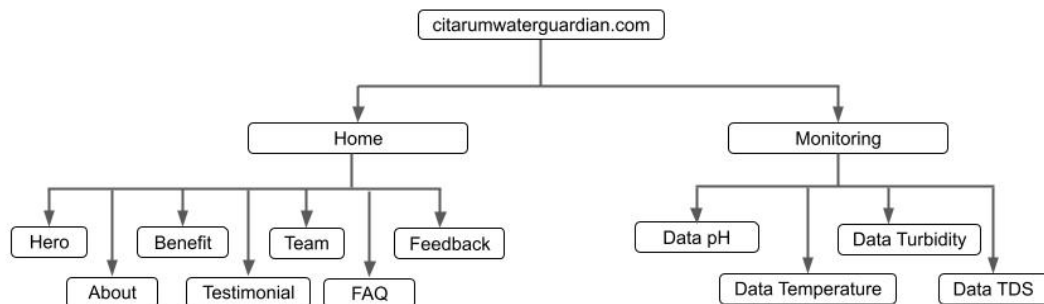 citarumwaterguardian.com
Home
Monitoring
Hero
Benefit
Team
Feedback
About
Testimonial
FAQ
Data pH
Data Turbidity
Data Temperature
Data TDS